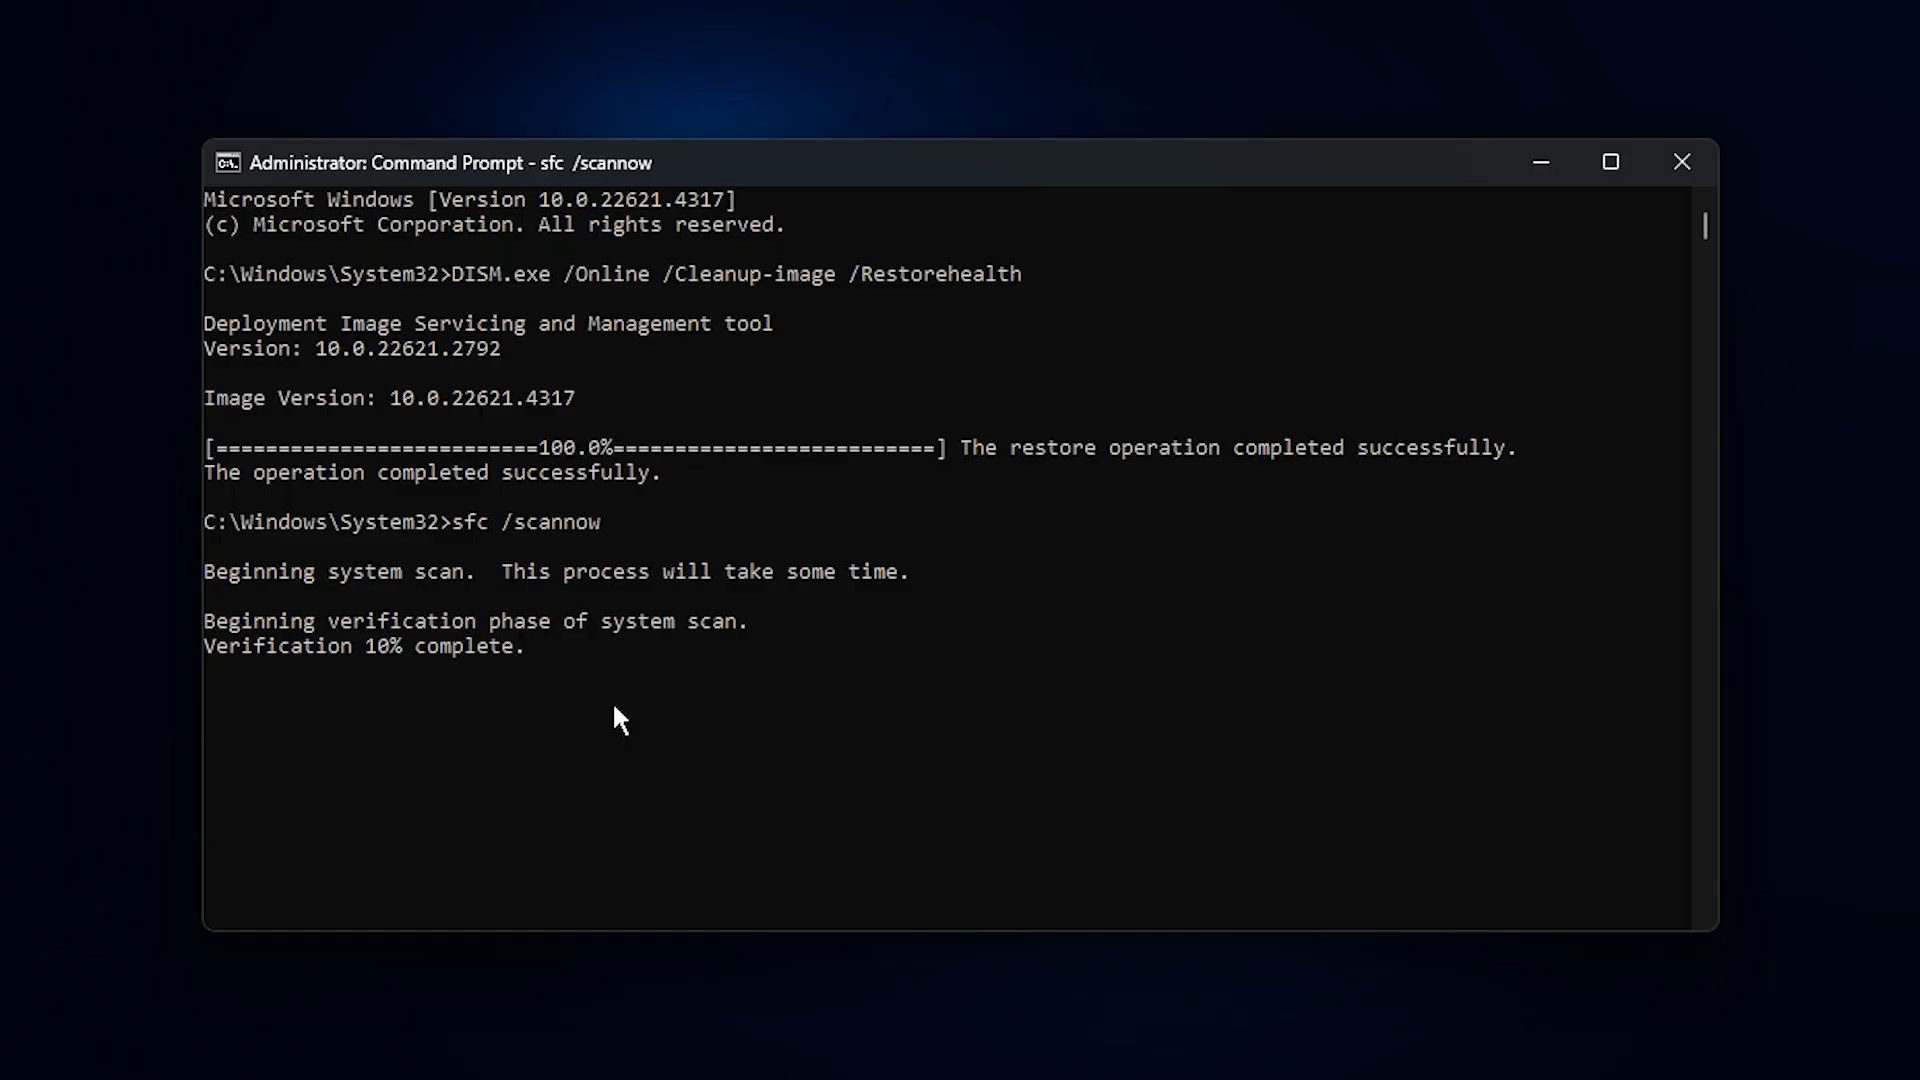 Administrator: Command Prompt - sfc  /scannow
Microsoft Windows [Version 10.0.22621.4317]
(c) Microsoft Corporation. All rights reserved.
C:\Windows\System32>DISM.exe /Online /Cleanup-image /Restorehealth
Deployment Image Servicing and Management tool
Version: 10.0.22621.2792
Image Version: 10.0.22621.4317
[==========================100.0%==========================] The restore operation completed successfully.
The operation completed successfully.
C:\Windows\System32>sfc /scannow
Beginning system scan.  This process will take some time.
Beginning verification phase of system scan.
Verification 10% complete.